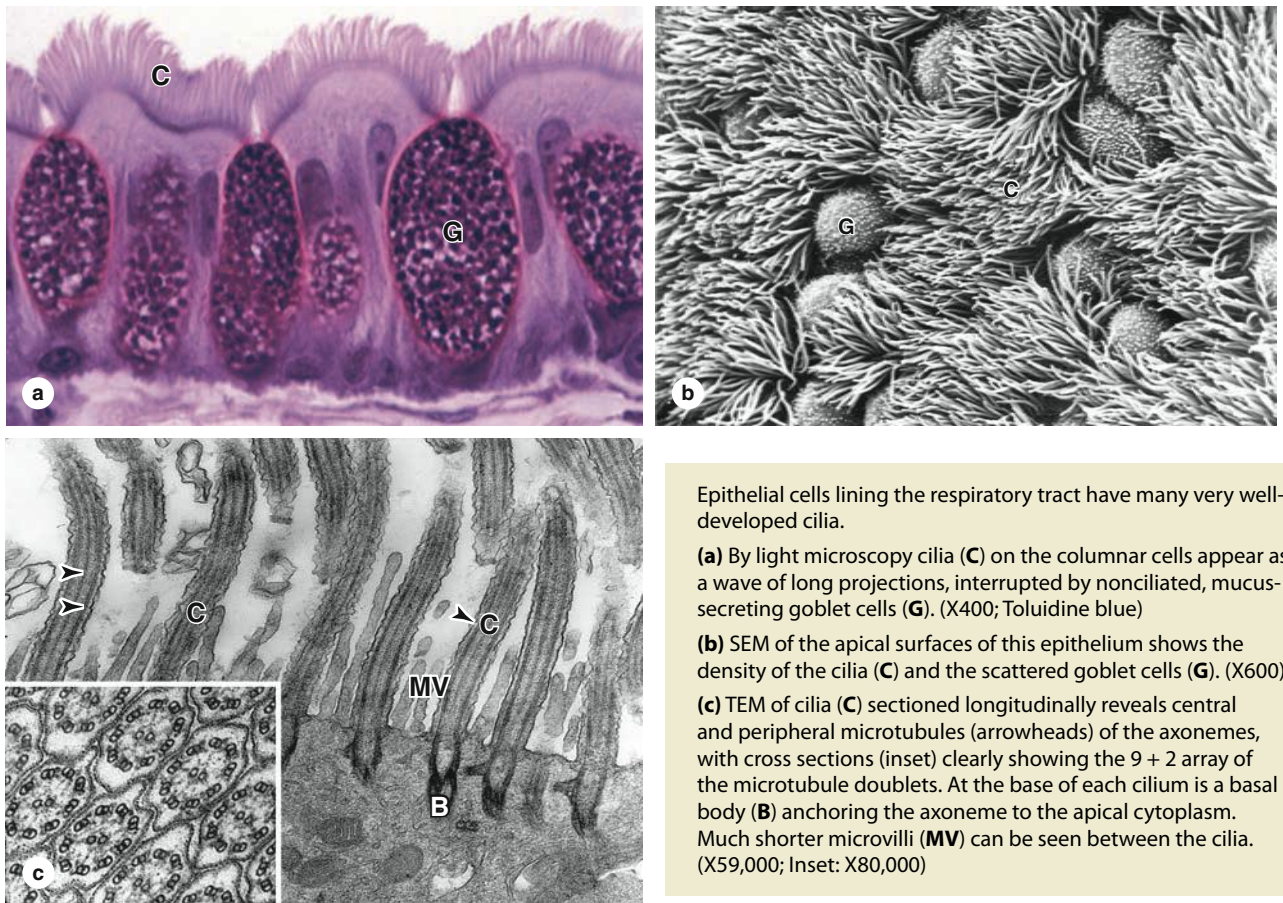 C
G
a
C
G
b
C
C
MV
B
c
Epithelial cells lining the respiratory tract have many very well-
developed cilia.
(a) By light microscopy cilia (C) on the columnar cells appear as
a wave of long projections, interrupted by nonciliated, mucus-
secreting goblet cells (G). (X400; Toluidine blue)
(b) SEM of the apical surfaces of this epithelium shows the
density of the cilia (C) and the scattered goblet cells (G). (X600)
(c) TEM of cilia (C) sectioned longitudinally reveals central
and peripheral microtubules (arrowheads) of the axonemes,
with cross sections (inset) clearly showing the 9 + 2 array of
the microtubule doublets. At the base of each cilium is a basal
body (B) anchoring the axoneme to the apical cytoplasm.
Much shorter microvilli (MV) can be seen between the cilia.
(X59,000; Inset: X80,000)